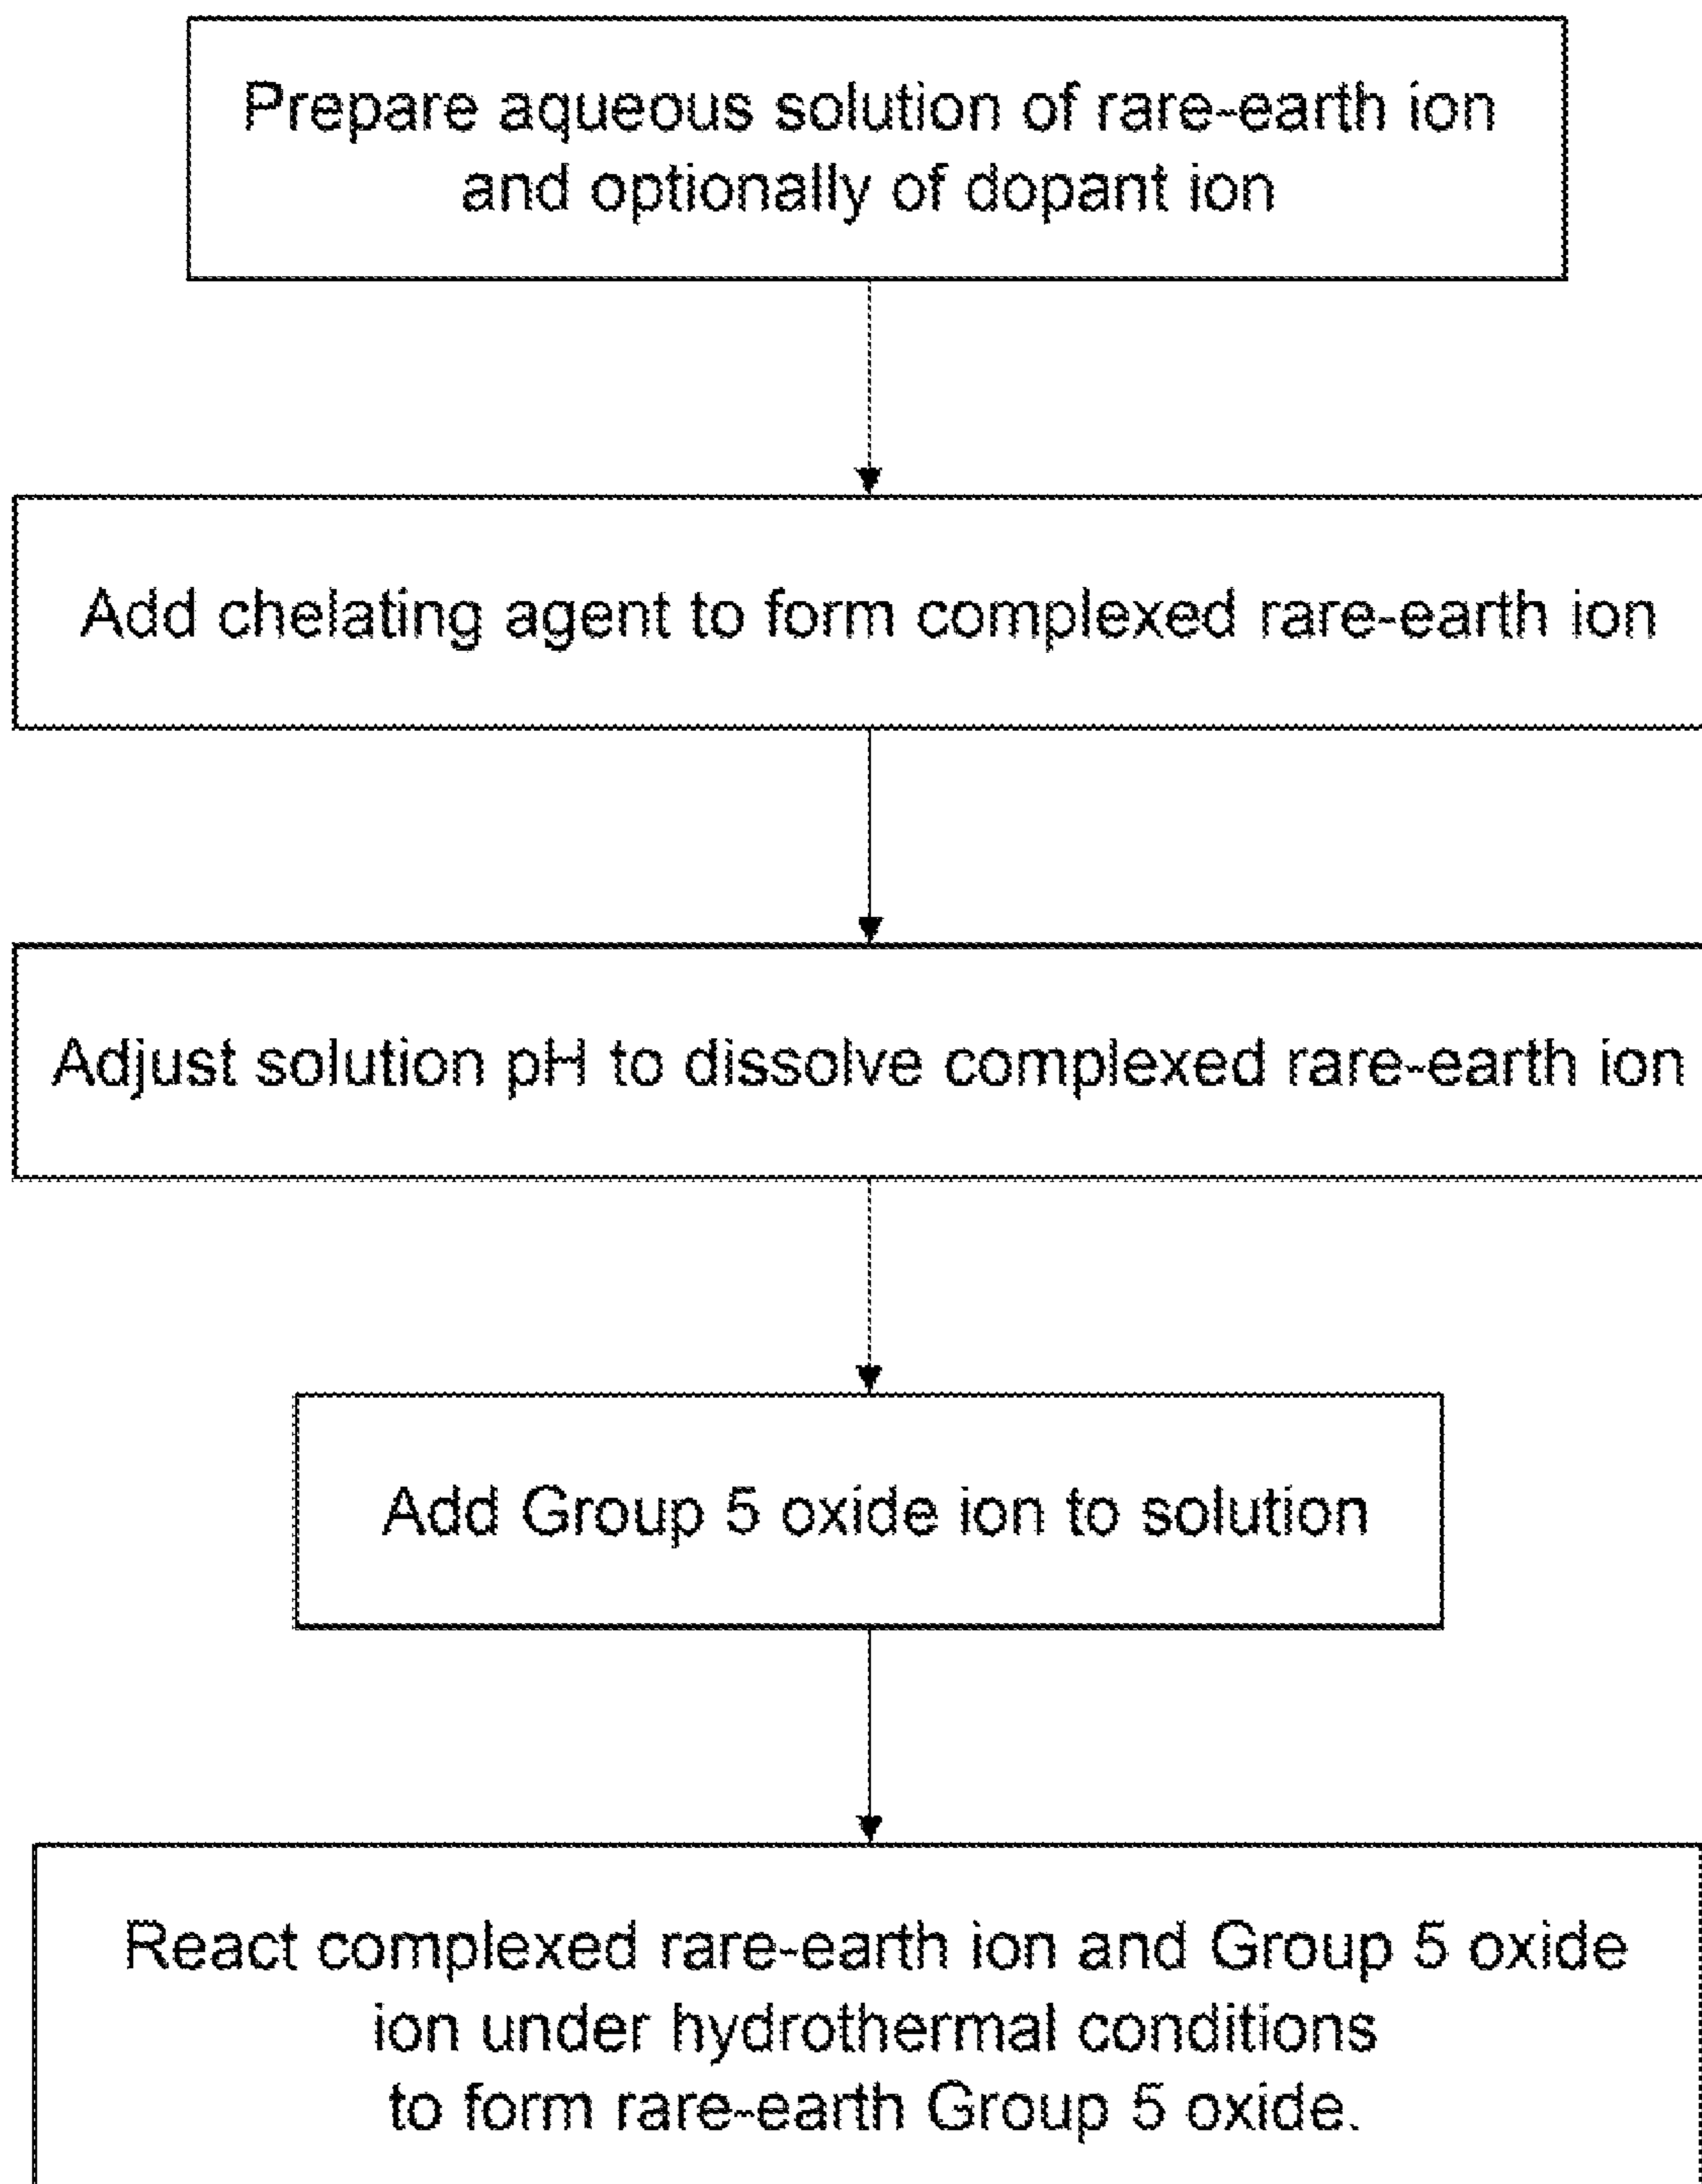 Prepare aqueous solution of rare-earth ion
and optionally of dopant ion
Add chelating agent to form complexed rare-earth ion
Adjust solution pH to dissolve complexed rare-earth ion
Add Group 5 oxide ion to solution
React complexed rare-earth ion and Group 5 oxide
ion under hydrothermal conditions
to form rare-earth Group 5 oxide.